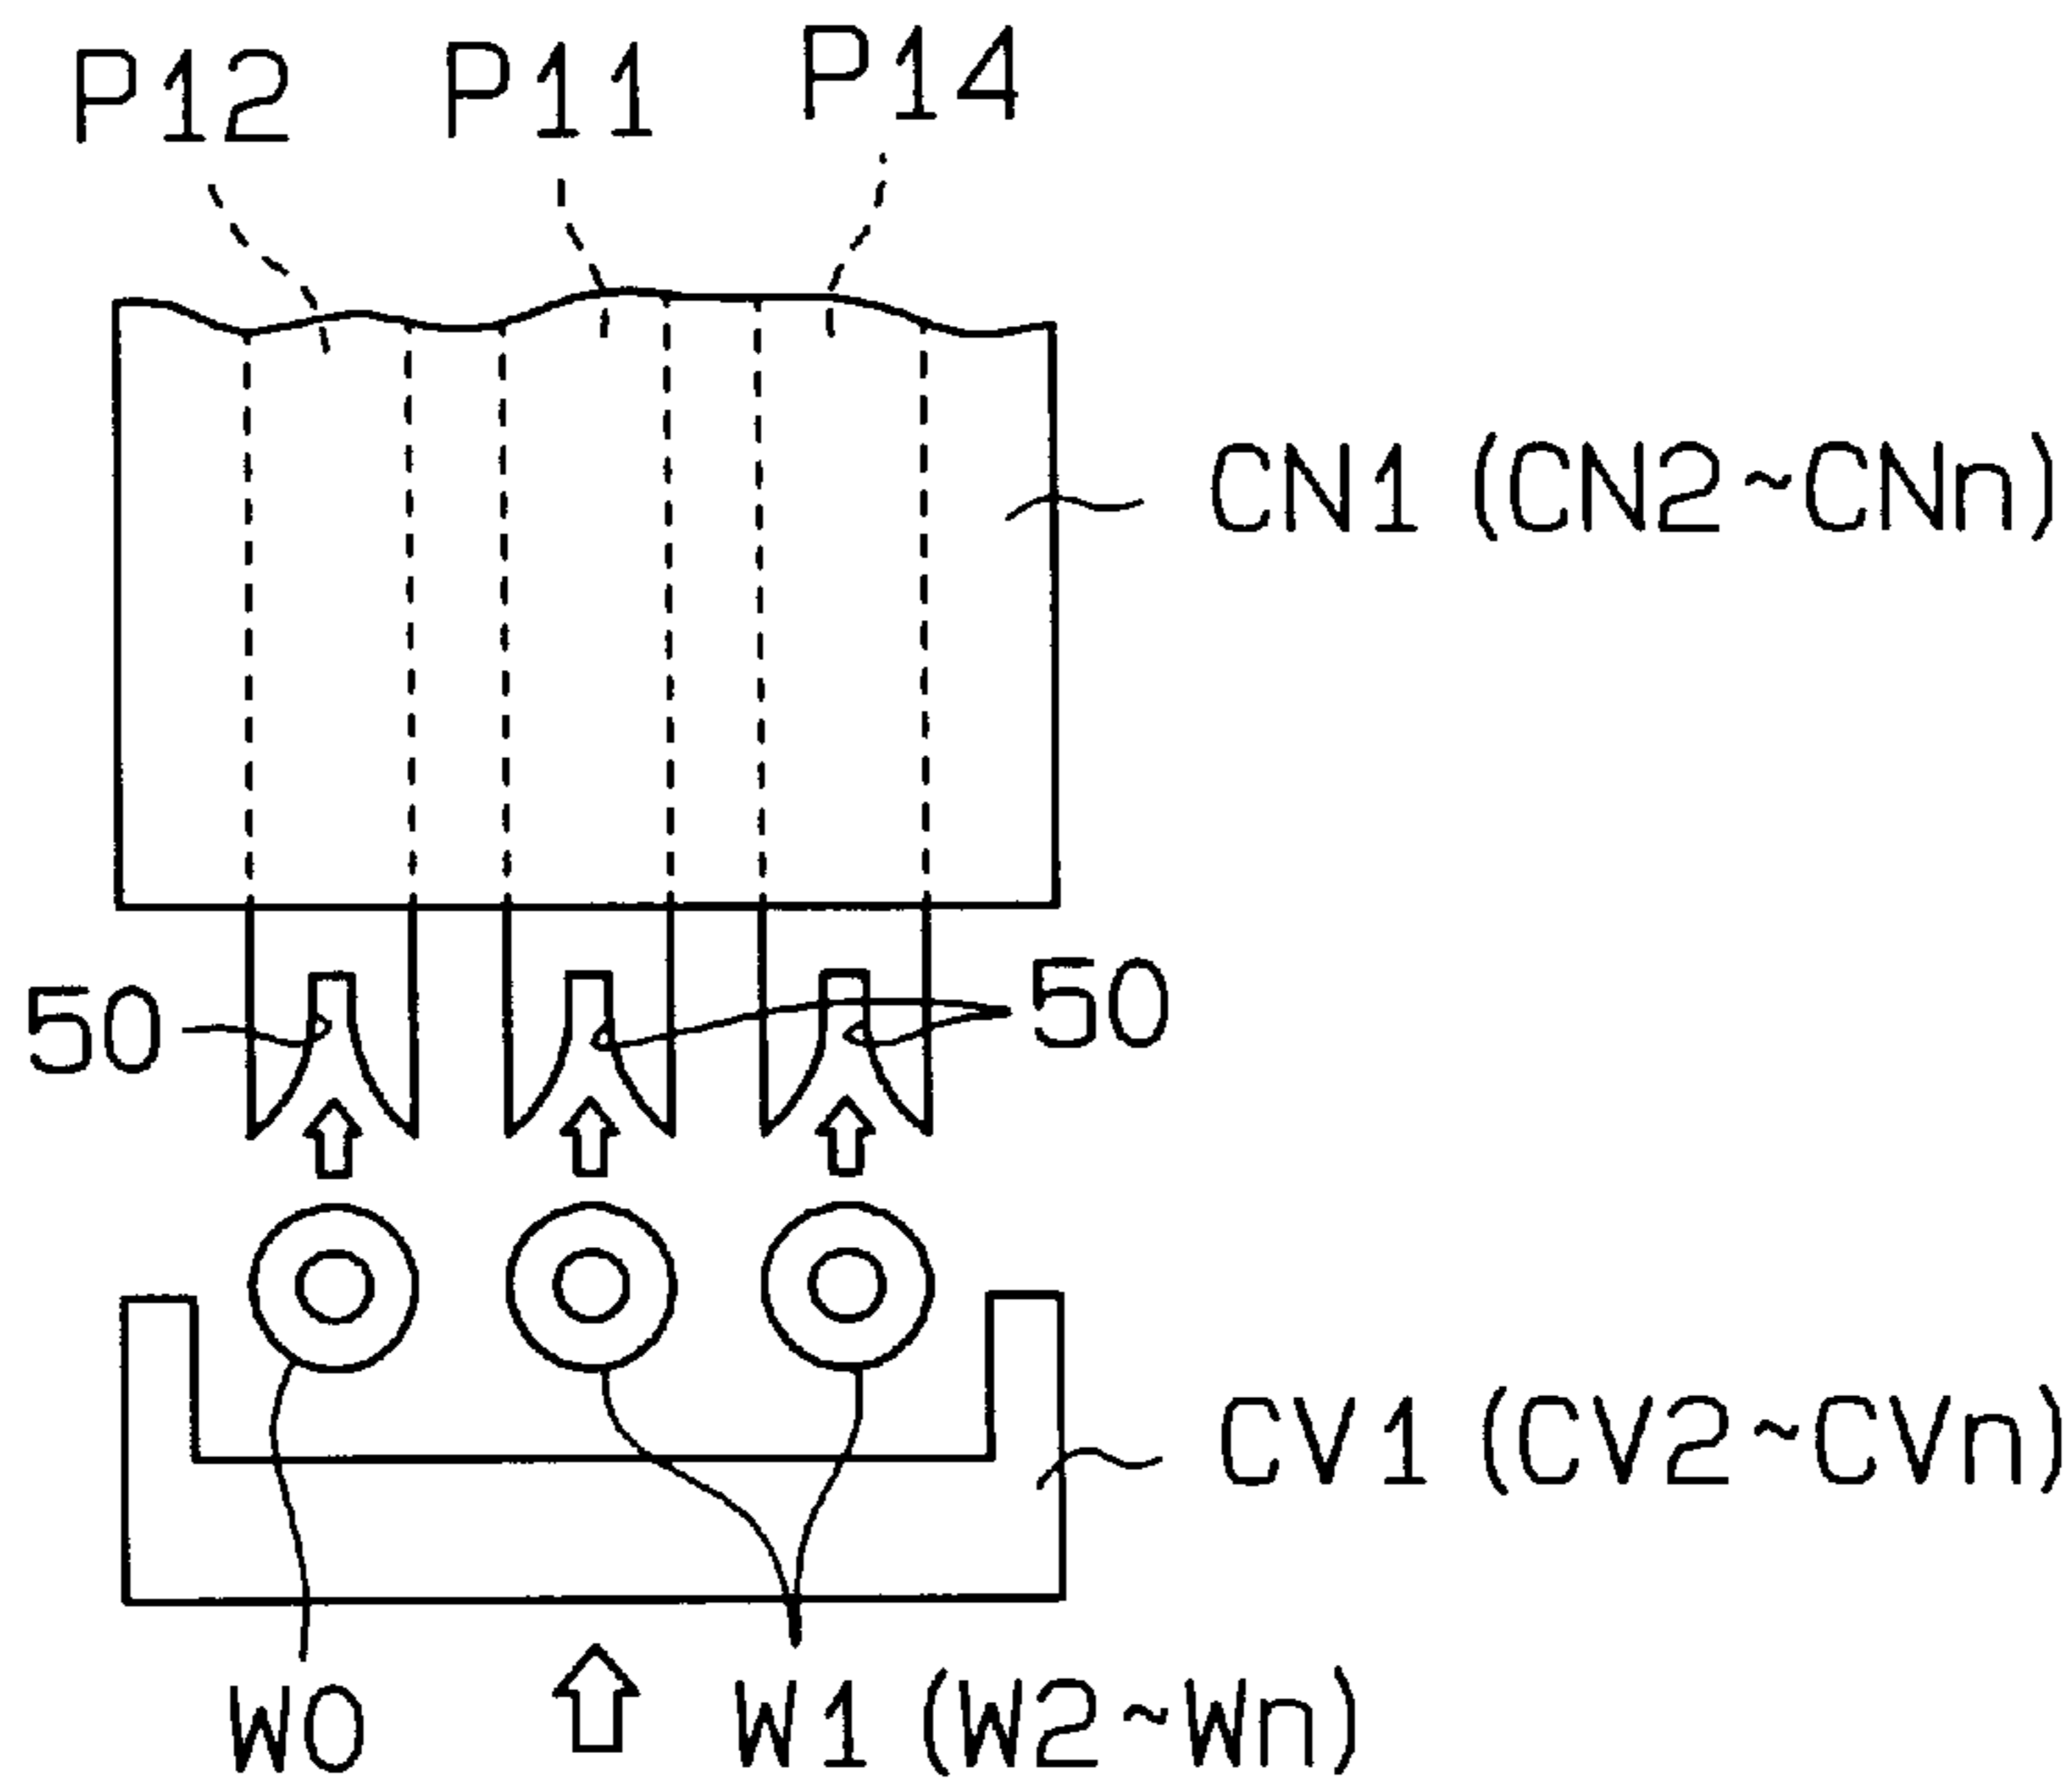 P12 P11 P14
CN1 (CN2~CNn)
50 50
CV1 (CV2~CVn)
W0 W1 (W2~Wn)